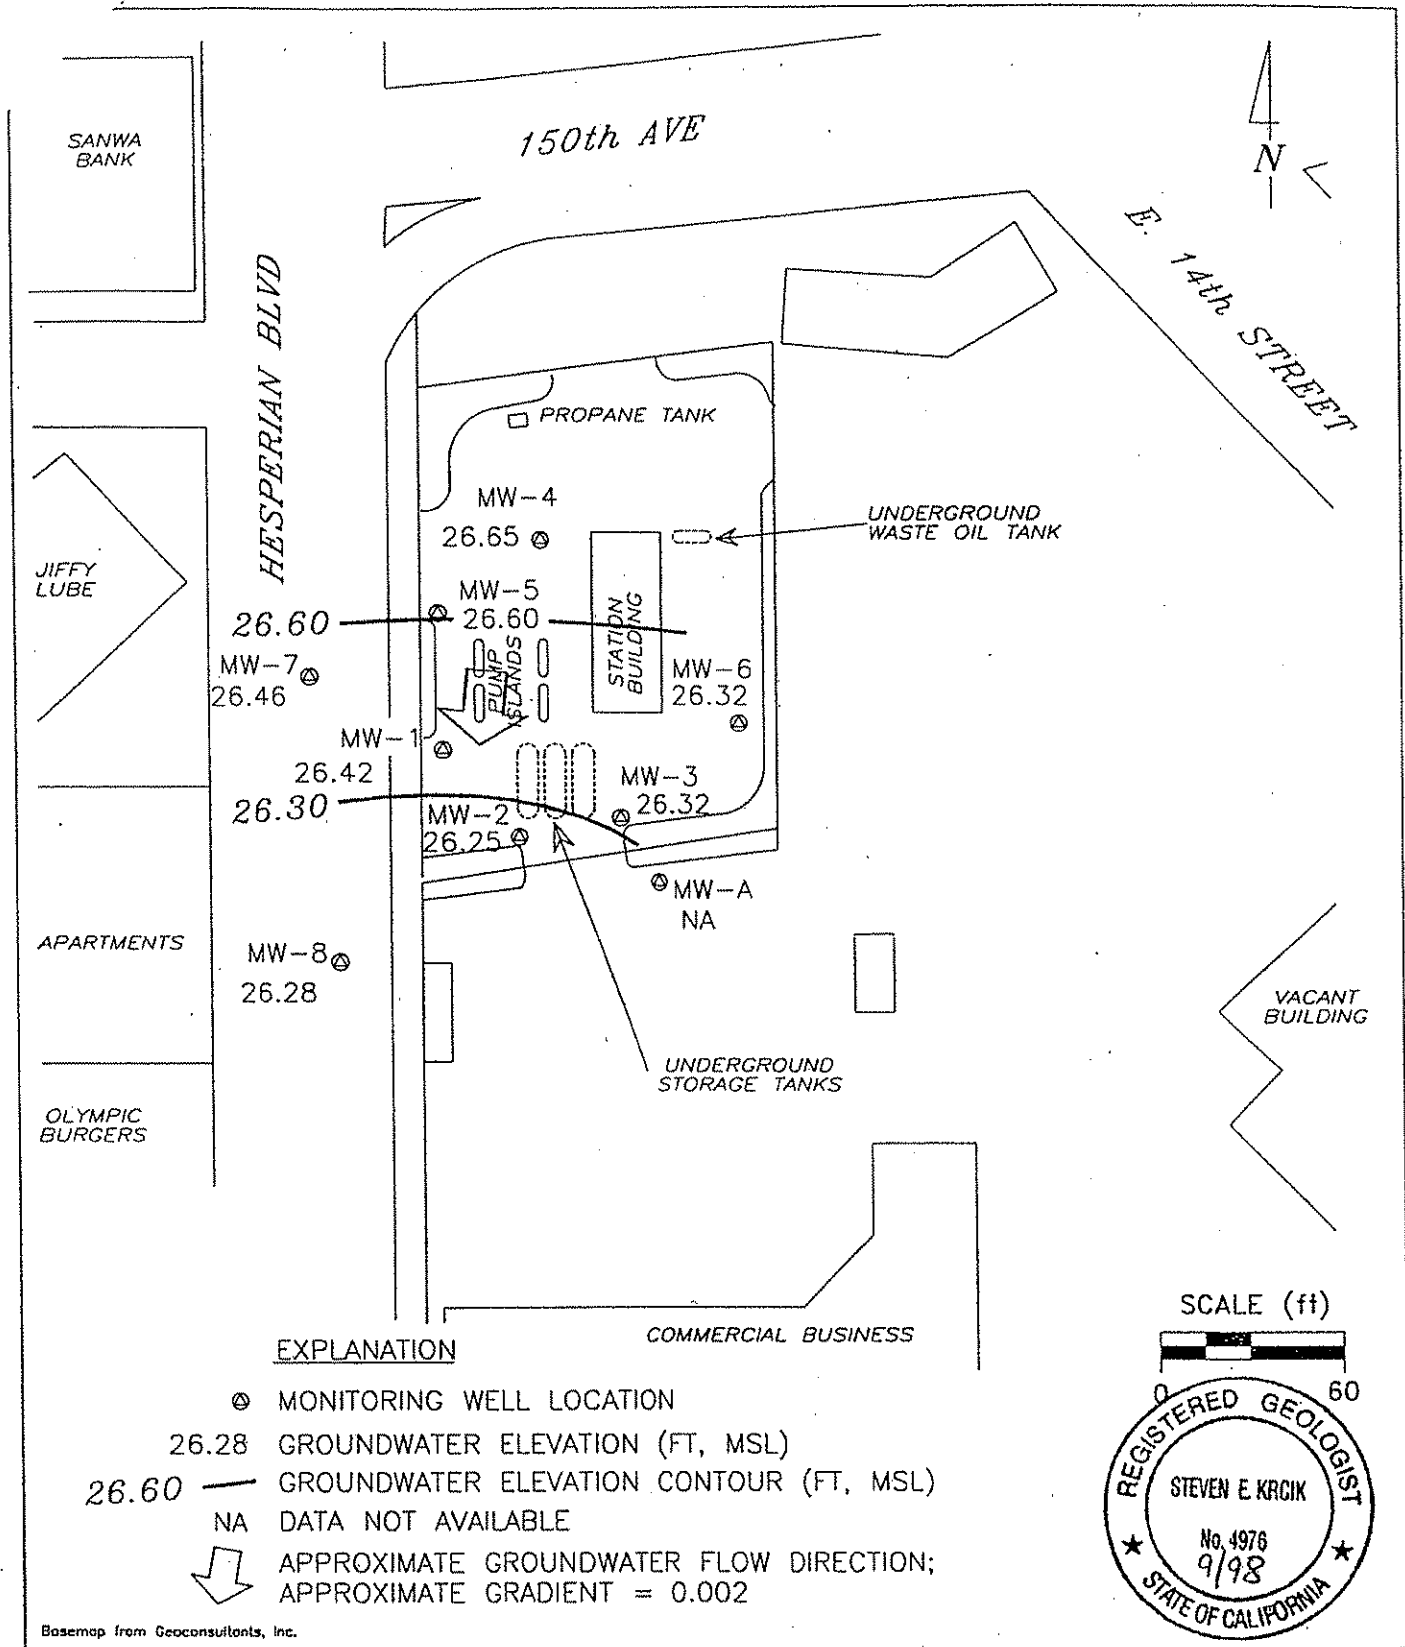 150th AVE
SANWA
BANK
N
E. 14th STREET
HESPERIAN BLVD
PROPANE TANK
MW-4
26.65
UNDERGROUND
WASTE OIL TANK
JIFFY
LUBE
MW-5
26.60
26.60
STATION
BUILDING
PUMP
ISLANDS
MW-7
26.46
MW-6
26.32
MW-1
26.42
MW-3
26.32
26.30
MW-2
26.25
MW-A
NA
APARTMENTS
MW-8
26.28
VACANT
BUILDING
UNDERGROUND
STORAGE TANKS
OLYMPIC
BURGERS
COMMERCIAL BUSINESS
SCALE (ft)
0 60
EXPLANATION
MONITORING WELL LOCATION
26.28 GROUNDWATER ELEVATION (FT, MSL)
26.60 GROUNDWATER ELEVATION CONTOUR (FT, MSL)
NA DATA NOT AVAILABLE
APPROXIMATE GROUNDWATER FLOW DIRECTION;
APPROXIMATE GRADIENT = 0.002
REGISTERED GEOLOGIST
STEVEN E. KRCIK
No. 4976
9/98
STATE OF CALIFORNIA
Basemap from Geoconsultants, Inc.